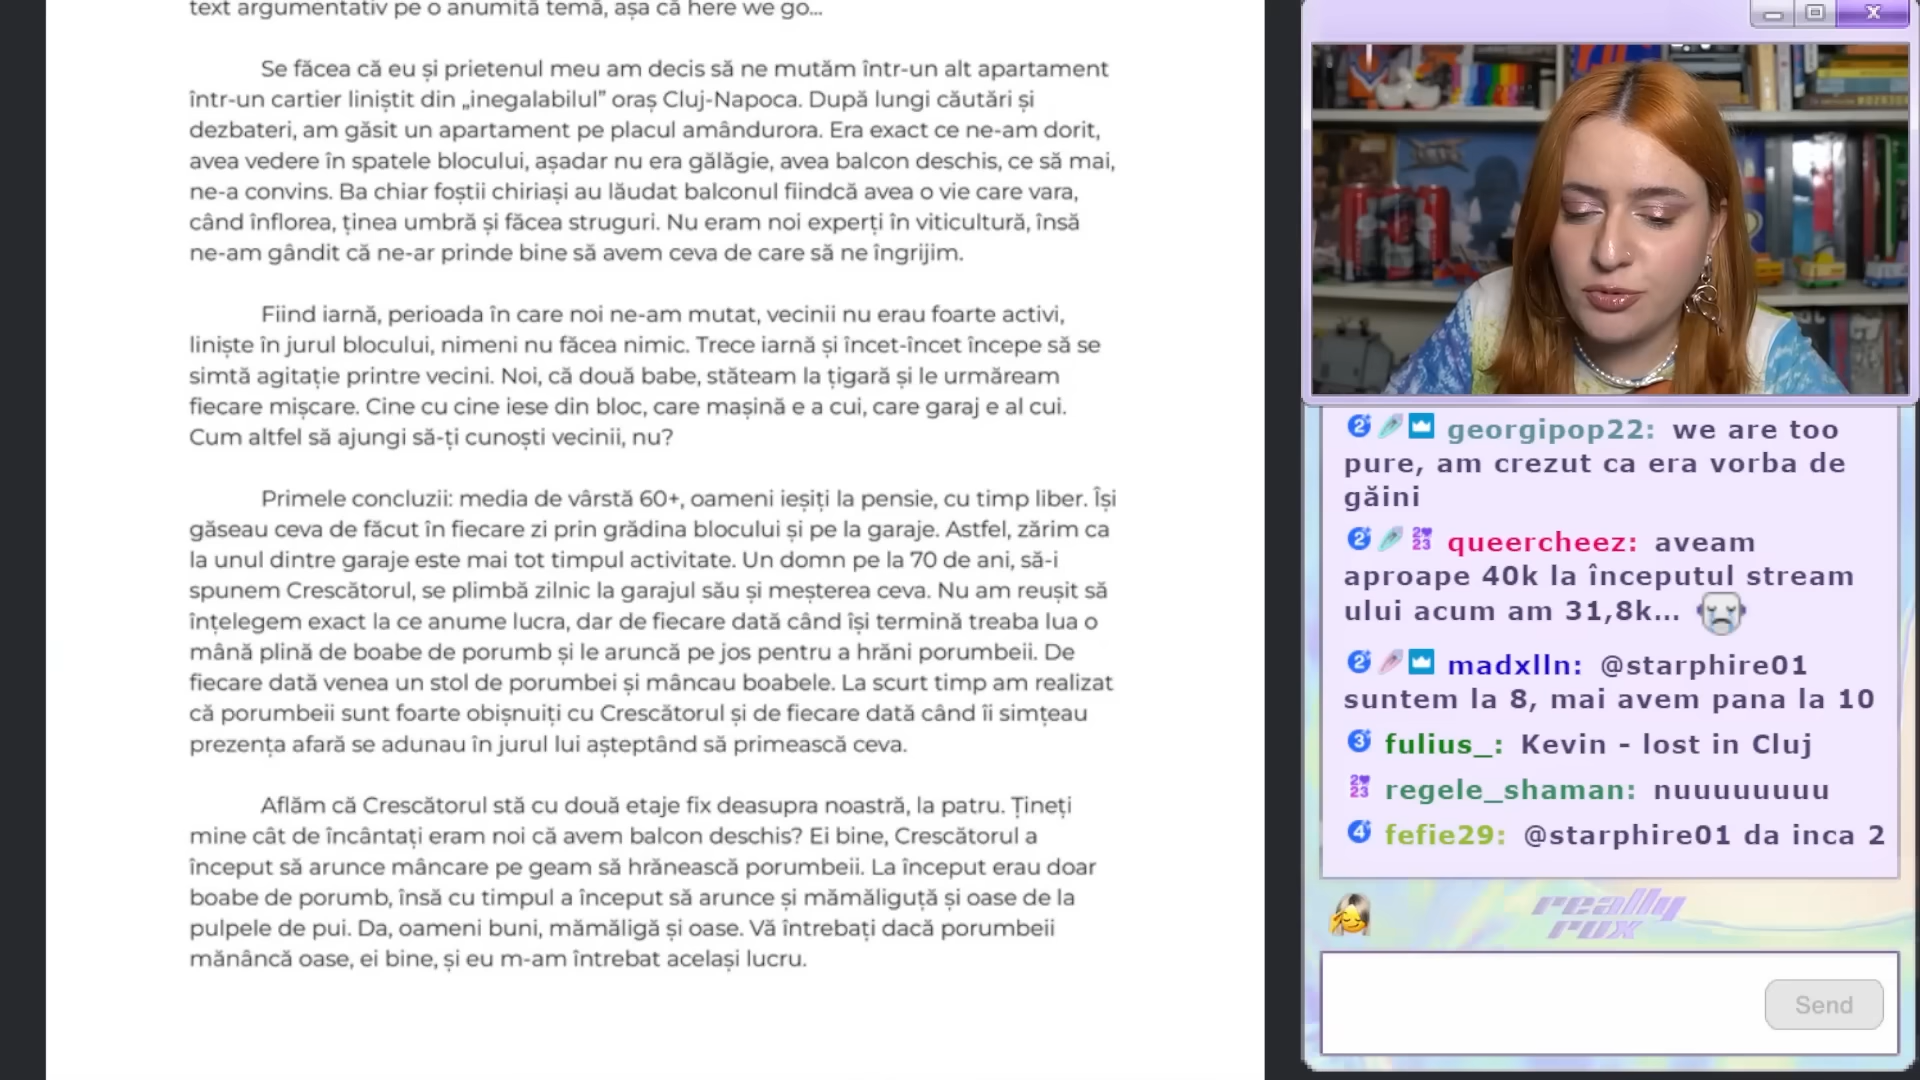 text argumentativ pe o anumită temă, așa că here we go...
Se făcea că eu și prietenul meu am decis să ne mutăm într-un alt apartament
într-un cartier liniștit din „inegalabilul” oraș Cluj-Napoca. După lungi căutări și
dezbateri, am găsit un apartament pe placul amândurora. Era exact ce ne-am dorit,
avea vedere în spatele blocului, așadar nu era gălăgie, avea balcon deschis, ce să mai,
ne-a convins. Ba chiar foștii chiriași au lăudat balconul fiindcă avea o vie care vara,
când înflorea, ținea umbră și făcea struguri. Nu eram noi experți în viticultură, însă
ne-am gândit că ne-ar prinde bine să avem ceva de care să ne îngrijim.
Fiind iarnă, perioada în care noi ne-am mutat, vecinii nu erau foarte activi,
liniște în jurul blocului, nimeni nu făcea nimic. Trece iarnă și încet-încet începe să se
simtă agitație printre vecini. Noi, că două babe, stăteam la țigară și le urmăream
fiecare mișcare. Cine cu cine iese din bloc, care mașină e a cui, care garaj e al cui.
Cum altfel să ajungi să-ți cunoști vecinii, nu?
Primele concluzii: media de vârstă 60+, oameni ieșiți la pensie, cu timp liber. Își
găseau ceva de făcut în fiecare zi prin grădina blocului și pe la garaje. Astfel, zărim ca
la unul dintre garaje este mai tot timpul activitate. Un domn pe la 70 de ani, să-i
spunem Crescătorul, se plimbă zilnic la garajul său și meșterea ceva. Nu am reușit să
înțelegem exact la ce anume lucra, dar de fiecare dată când își termină treaba lua o
mână plină de boabe de porumb și le aruncă pe jos pentru a hrăni porumbeii. De
fiecare dată venea un stol de porumbei și mâncau boabele. La scurt timp am realizat
că porumbeii sunt foarte obișnuiți cu Crescătorul și de fiecare dată când îi simțeau
prezența afară se adunau în jurul lui așteptând să primească ceva.
Aflăm că Crescătorul stă cu două etaje fix deasupra noastră, la patru. Țineți
mine cât de încântați eram noi că avem balcon deschis? Ei bine, Crescătorul a
început să arunce mâncare pe geam să hrănească porumbeii. La început erau doar
boabe de porumb, însă cu timpul a început să arunce și mămăliguță și oase de la
pulpele de pui. Da, oameni buni, mămăligă și oase. Vă întrebați dacă porumbeii
mănâncă oase, ei bine, și eu m-am întrebat același lucru.
georgipop22: we are too
pure, am crezut ca era vorba de
găini
queercheez: aveam
aproape 40k la începutul stream
ului acum am 31,8k...
madxlln: @starphire01
suntem la 8, mai avem pana la 10
fulius_: Kevin - lost in Cluj
regele_shaman: nuuuuuuuu
fefie29: @starphire01 da inca 2
really
rux
Send